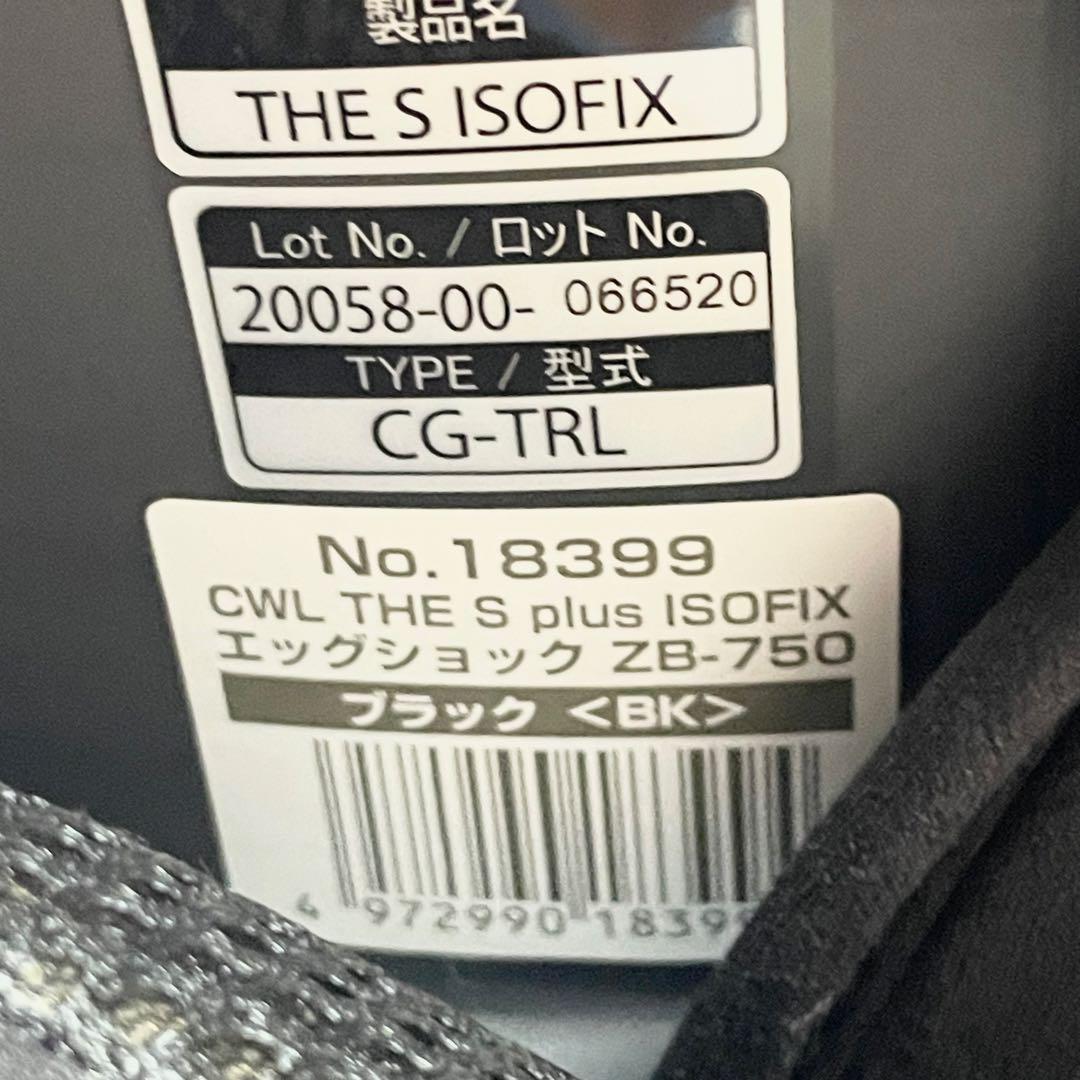 製品名
THE S ISOFIX
Lot No. / ロット No.
20058-00- 066520
TYPE / 型式
CG-TRL
No.18399
CWL THE S plus ISOFIX
エッグショック ZB-750
ブラック <BK>
4 972990 18399